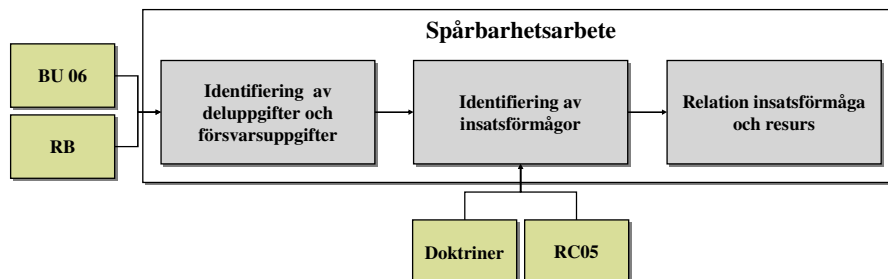 Spårbarhetsarbete
BU 06
RB
Identifiering av
deluppgifter och
försvarsuppgifter
Identifiering av
insatsförmågor
Relation insatsförmåga
och resurs
Doktriner
RC05